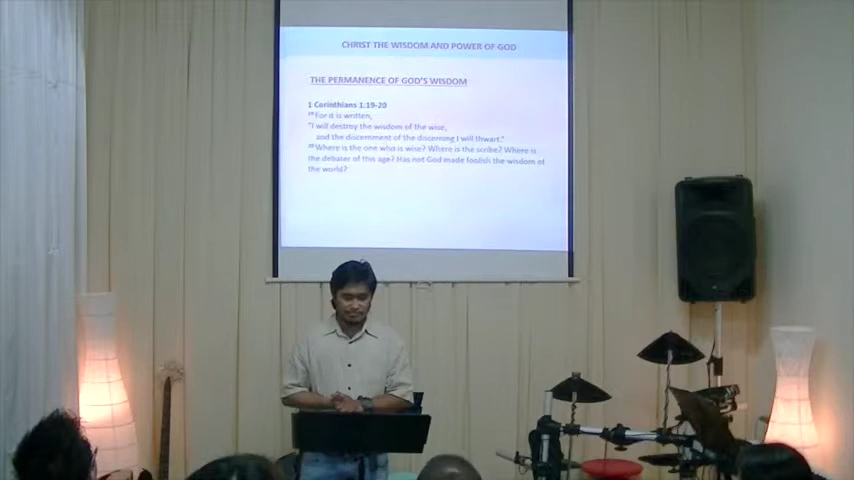 CHRIST THE WISDOM AND POWER OF GOD
THE PERMANENCE OF GOD'S WISDOM
1 Corinthians 1:19-20
¹⁹For it is written,
"I will destroy the wisdom of the wise,
and the discernment of the discerning I will thwart."
²⁰Where is the one who is wise? Where is the scribe? Where is
the debater of this age? Has not God made foolish the wisdom of
the world?